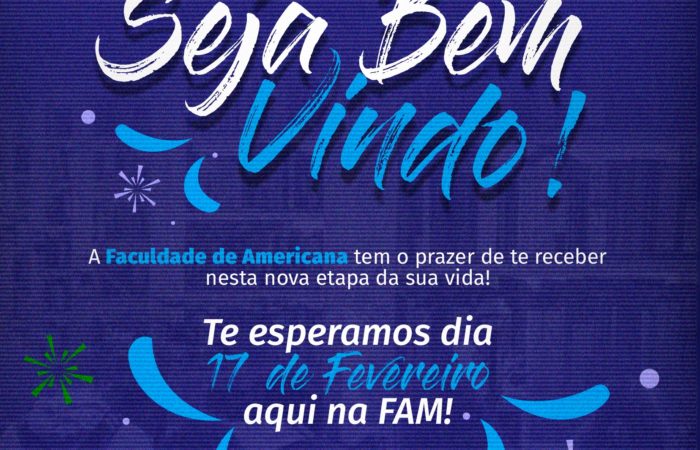 Seja Bem
Vindo!
A Faculdade de Americana tem o prazer de te receber
nesta nova etapa da sua vida!
Te esperamos dia
17 de Fevereiro
aqui na FAM!